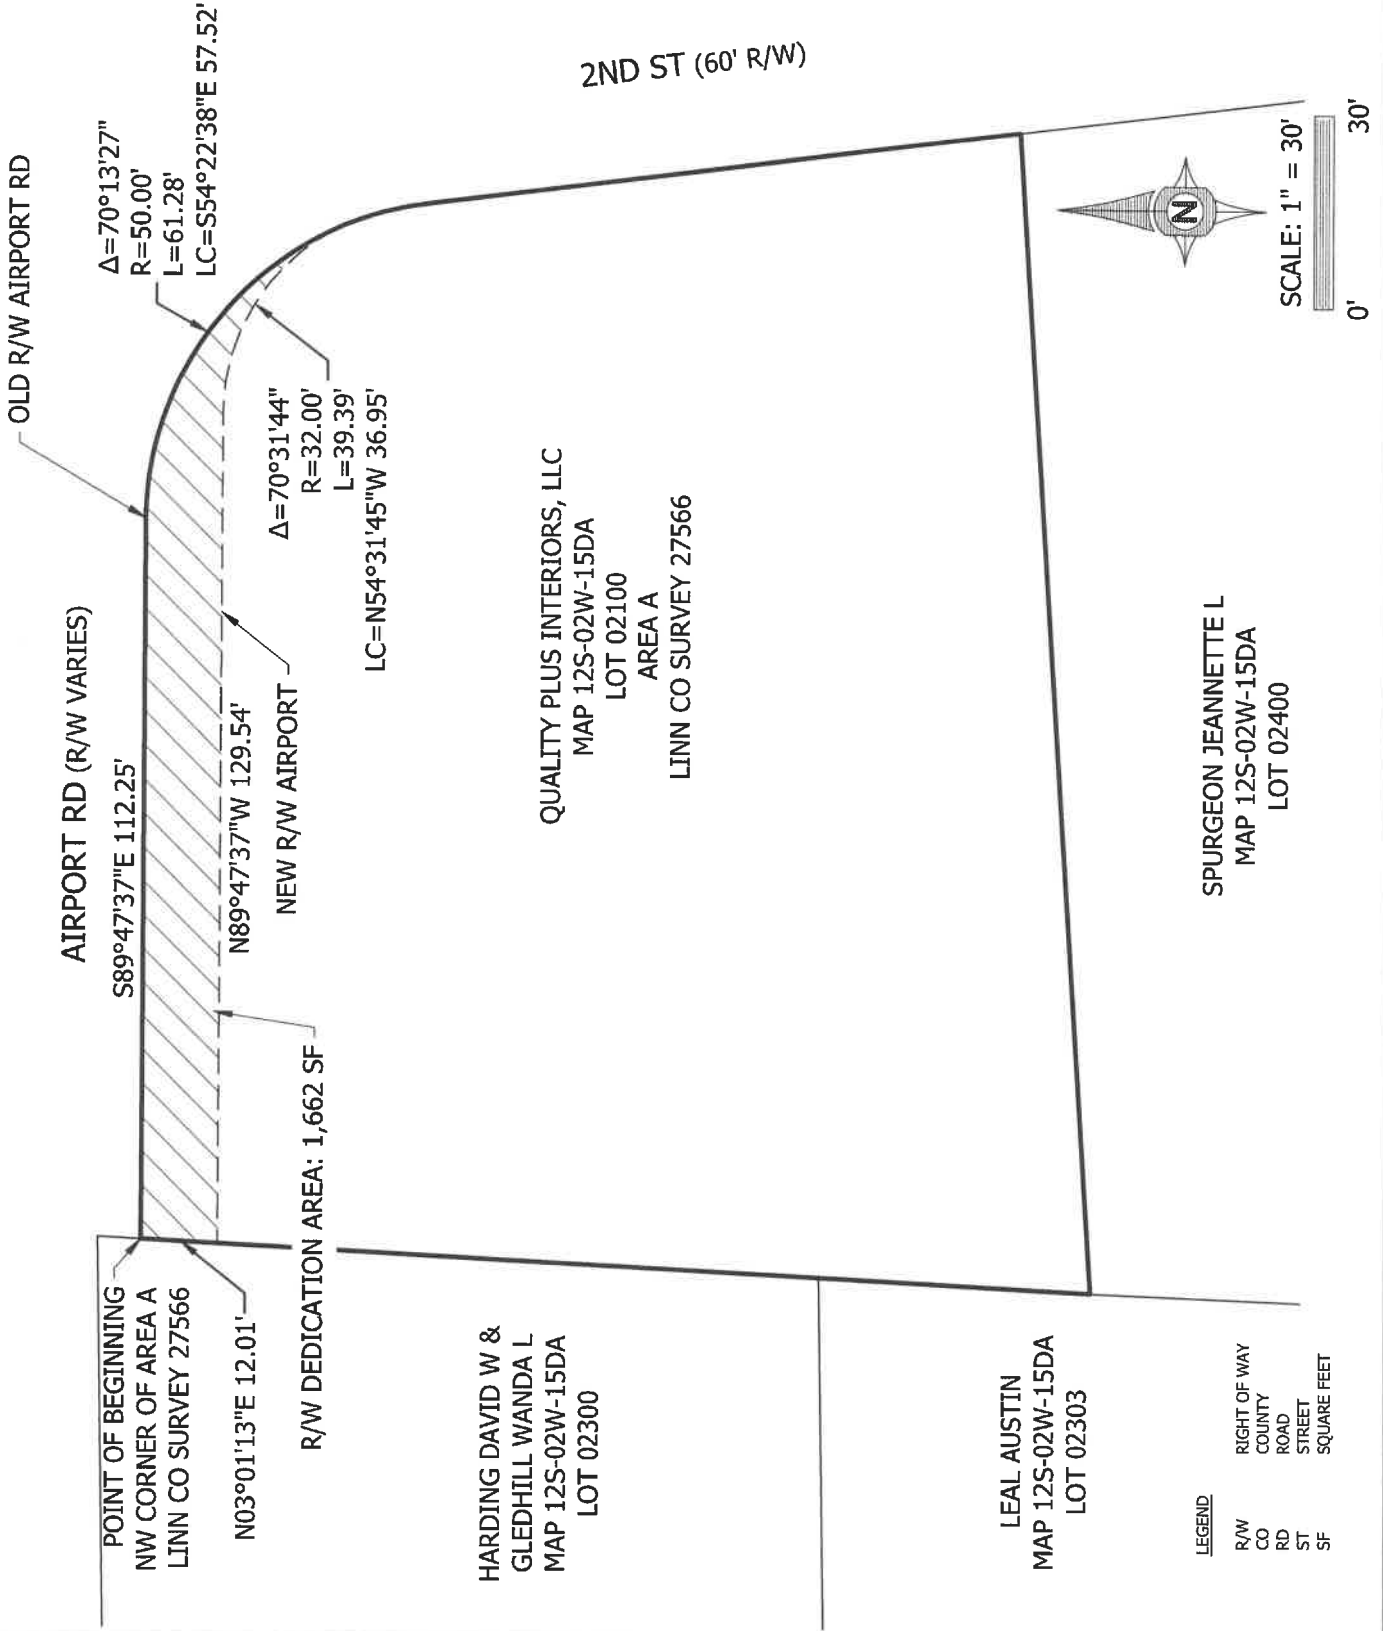 OLD R/W AIRPORT RD
Δ=70°13'27"
R=50.00'
L=61.28'
LC=S54°22'38"E 57.52'
AIRPORT RD (R/W VARIES)
S89°47'37"E 112.25'
2ND ST (60' R/W)
POINT OF BEGINNING
NW CORNER OF AREA A
LINN CO SURVEY 27566
N03°01'13"E 12.01'
N89°47'37"W 129.54'
NEW R/W AIRPORT
Δ=70°31'44"
R=32.00'
L=39.39'
LC=N54°31'45"W 36.95'
R/W DEDICATION AREA: 1,662 SF
HARDING DAVID W &
GLEDHILL WANDA L
MAP 12S-02W-15DA
LOT 02300
QUALITY PLUS INTERIORS, LLC
MAP 12S-02W-15DA
LOT 02100
AREA A
LINN CO SURVEY 27566
LEAL AUSTIN
MAP 12S-02W-15DA
LOT 02303
SPURGEON JEANNETTE L
MAP 12S-02W-15DA
LOT 02400
N
SCALE: 1" = 30'
0' 30'
LEGEND
R/W RIGHT OF WAY
CO COUNTY
RD ROAD
ST STREET
SF SQUARE FEET